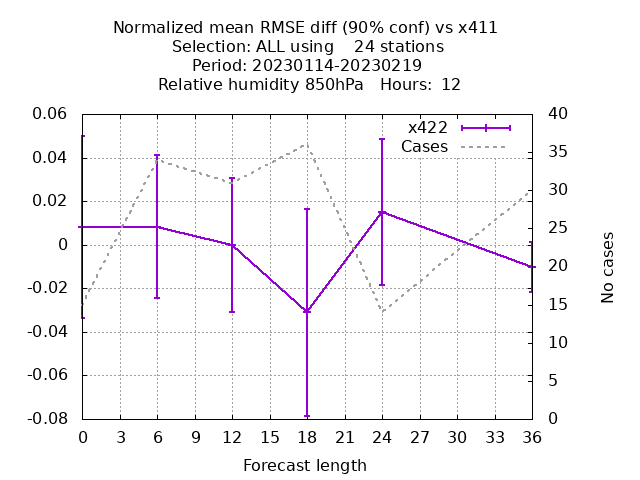 Normalized mean RMSE diff (90% conf) vs x411
Selection: ALL using    24 stations
Period: 20230114-20230219
Relative humidity 850hPa   Hours:  12
x422
Cases
0.06
0.04
0.02
0
-0.02
-0.04
-0.06
-0.08
40
35
30
25
20
15
10
5
0
No cases
0 3 6 9 12 15 18 21 24 27 30 33 36
Forecast length